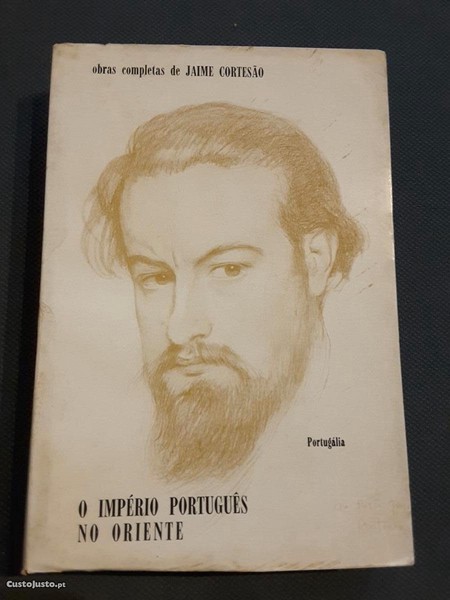 obras completas de JAIME CORTESÃO
Portugália
O IMPÉRIO PORTUGUÊS
NO ORIENTE
CustoJusto.pt